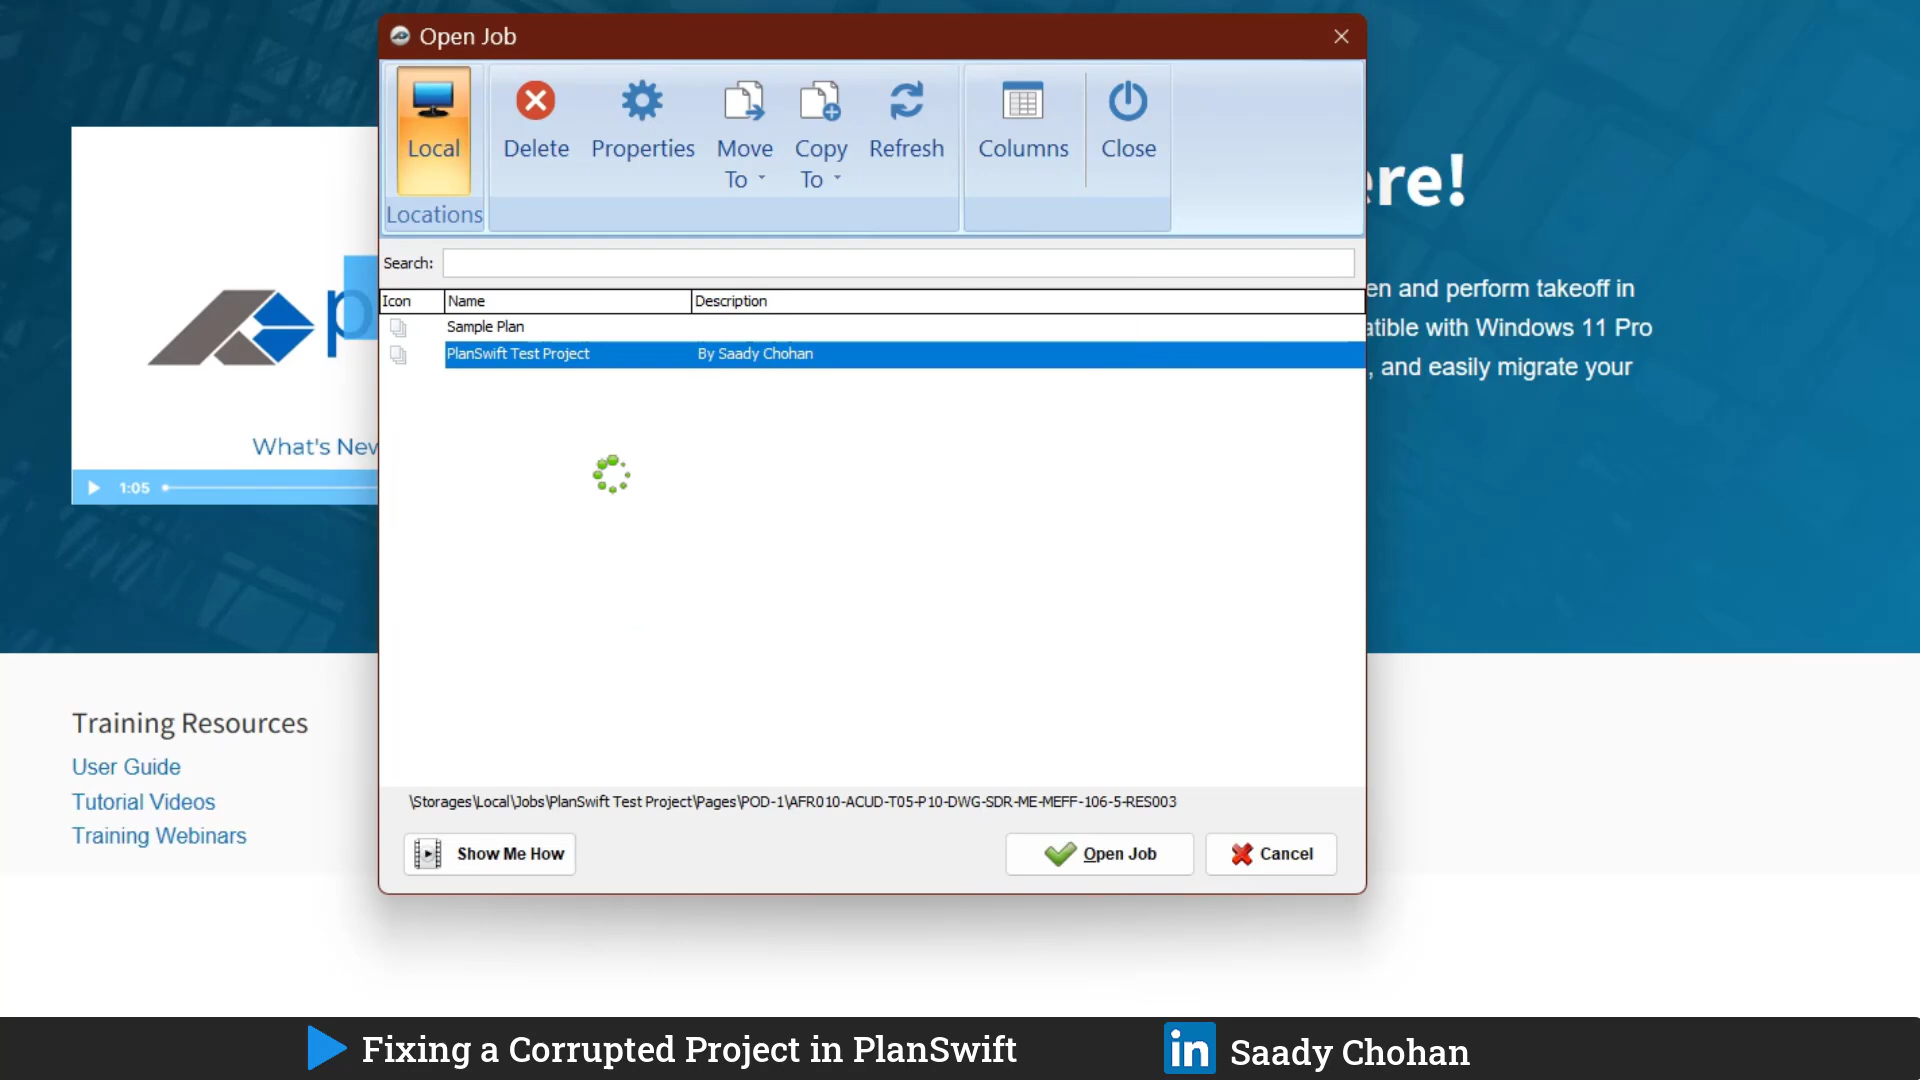 Open Job
Local
Delete
Properties
Move
To
Copy
To
Refresh
Columns
Close
Locations
ere!
Search:
Icon
Name
Description
en and perform takeoff in
Sample Plan
atible with Windows 11 Pro
PlanSwift Test Project
By Saady Chohan
, and easily migrate your
p
What's New
1:05
Training Resources
User Guide
Tutorial Videos
Training Webinars
\Storages\Local\Jobs\PlanSwift Test Project\Pages\POD-1\AFR010-ACUD-T05-P10-DWG-SDR-ME-MEFF-106-5-RES003
Show Me How
Open Job
Cancel
Fixing a Corrupted Project in PlanSwift
in Saady Chohan